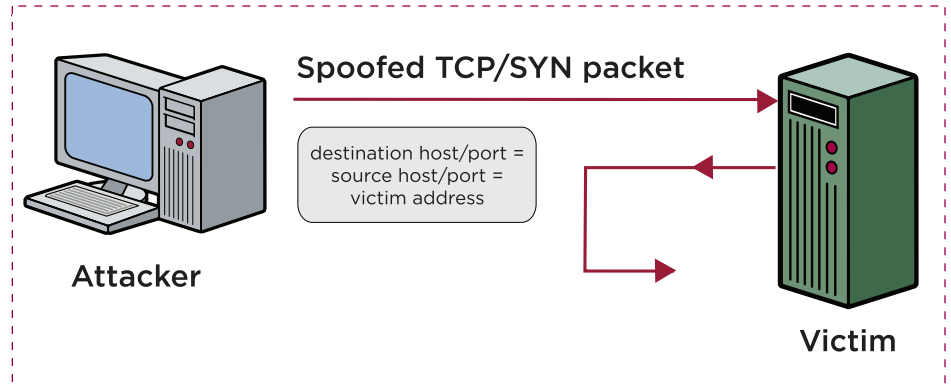 Spoofed TCP/SYN packet
destination host/port =
source host/port =
victim address
Attacker
Victim